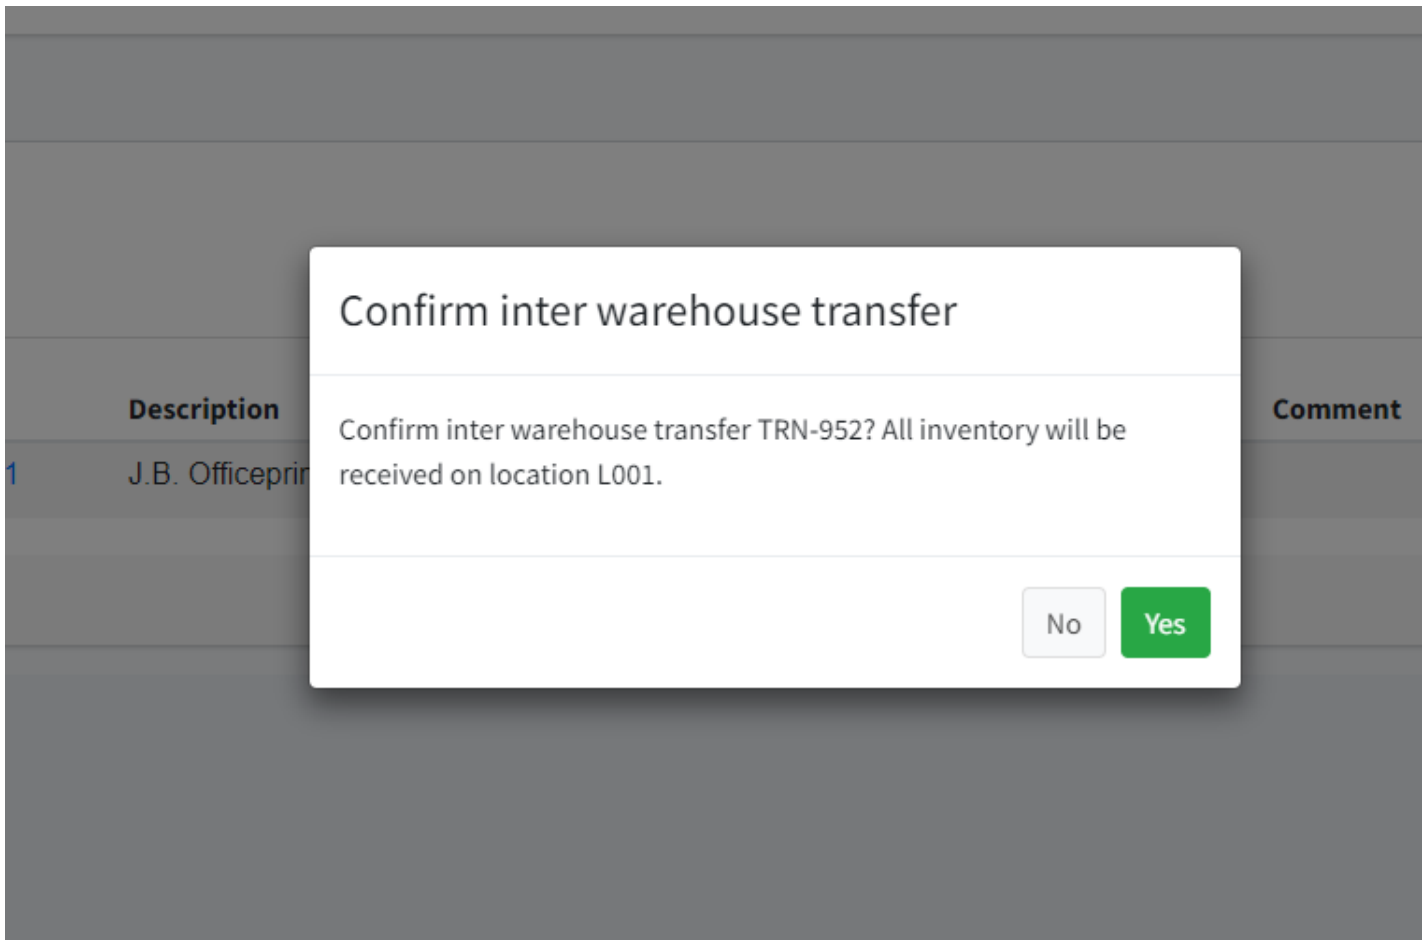 Confirm inter warehouse transfer
Description
Comment
Confirm inter warehouse transfer TRN-952? All inventory will be
received on location L001.
1
J.B. Officeprin
No
Yes